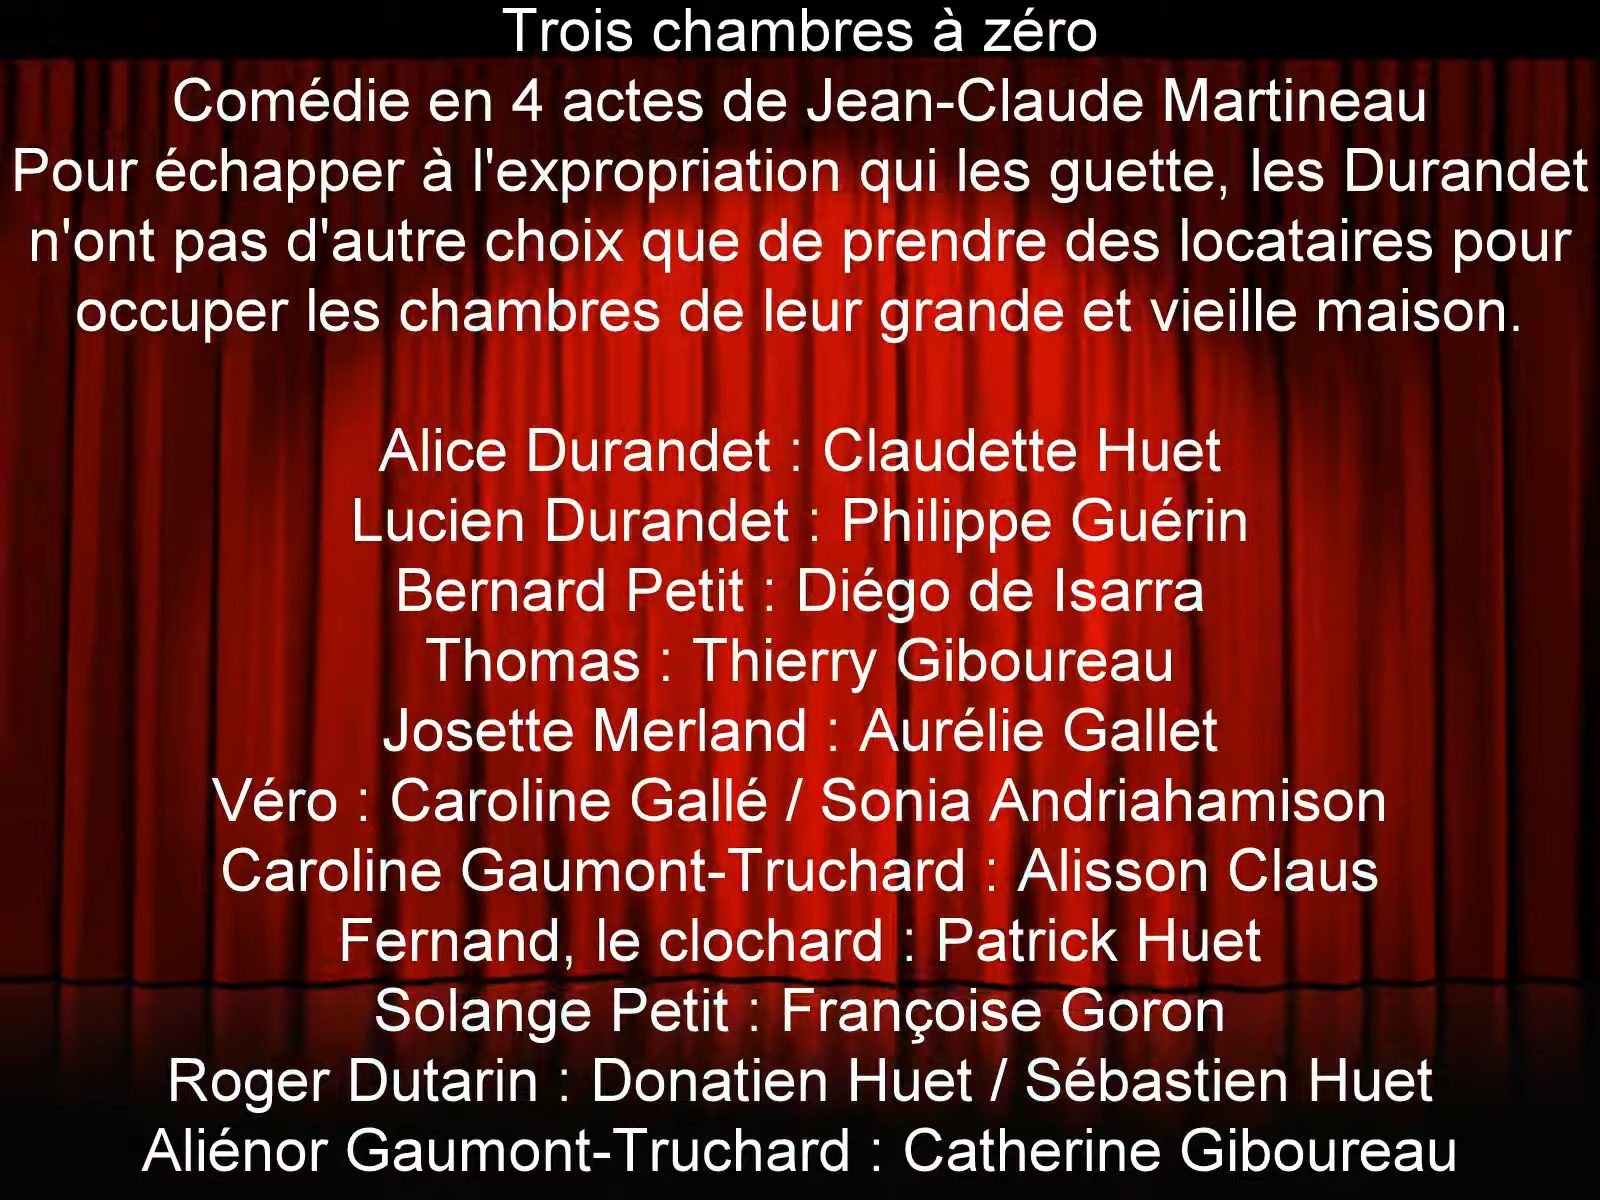 Trois chambres à zéro
Comédie en 4 actes de Jean-Claude Martineau
Pour échapper à l'expropriation qui les guette, les Durandet
n'ont pas d'autre choix que de prendre des locataires pour
occuper les chambres de leur grande et vieille maison.
Alice Durandet : Claudette Huet
Lucien Durandet : Philippe Guérin
Bernard Petit : Diégo de Isarra
Thomas : Thierry Giboureau
Josette Merland : Aurélie Gallet
Véro : Caroline Gallé / Sonia Andriahamison
Caroline Gaumont-Truchard : Alisson Claus
Fernand, le clochard : Patrick Huet
Solange Petit : Françoise Goron
Roger Dutarin : Donatien Huet / Sébastien Huet
Aliénor Gaumont-Truchard : Catherine Giboureau